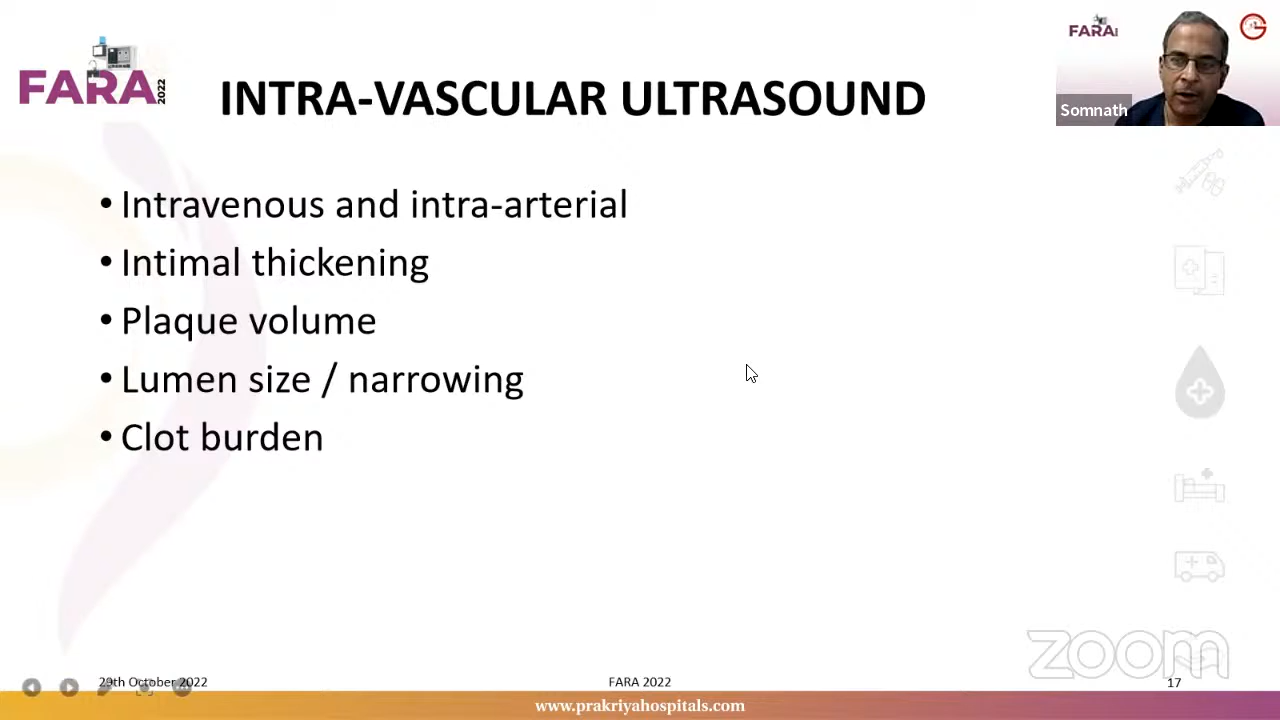 FARA 2022
INTRA-VASCULAR ULTRASOUND
FARA
Somnath
• Intravenous and intra-arterial
• Intimal thickening
• Plaque volume
• Lumen size / narrowing
• Clot burden
zoom
29th October 2022
FARA 2022
17
www.prakriyahospitals.com